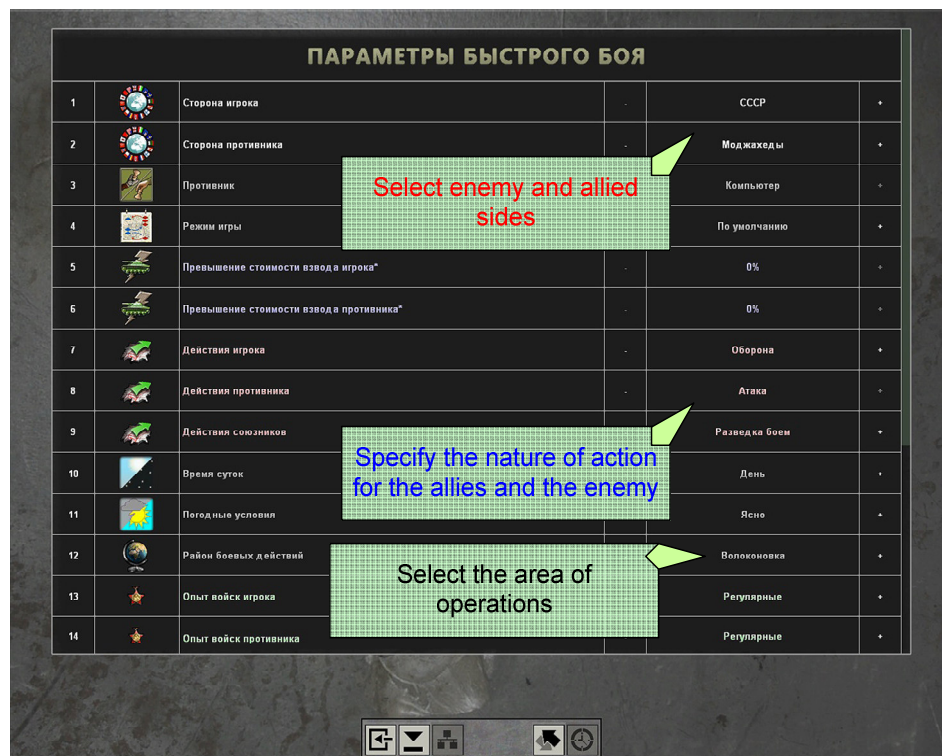 ПАРАМЕТРЫ БЫСТРОГО БОЯ
1 Сторона игрока - СССР +
2 Сторона противника - Моджахеды +
Select enemy and allied
sides
3 Противник Компьютер +
4 Режим игры По умолчанию +
5 Превышение стоимости взвода игрока* - 0% +
6 Превышение стоимости взвода противника* - 0% +
7 Действия игрока - Оборона +
8 Действия противника - Атака +
9 Действия союзников Разведка боем +
Specify the nature of action
for the allies and the enemy
10 Время суток День +
11 Погодные условия Ясно +
12 Район боевых действий Волоконовка +
Select the area of
operations
13 Опыт войск игрока Регулярные +
14 Опыт войск противника Регулярные +